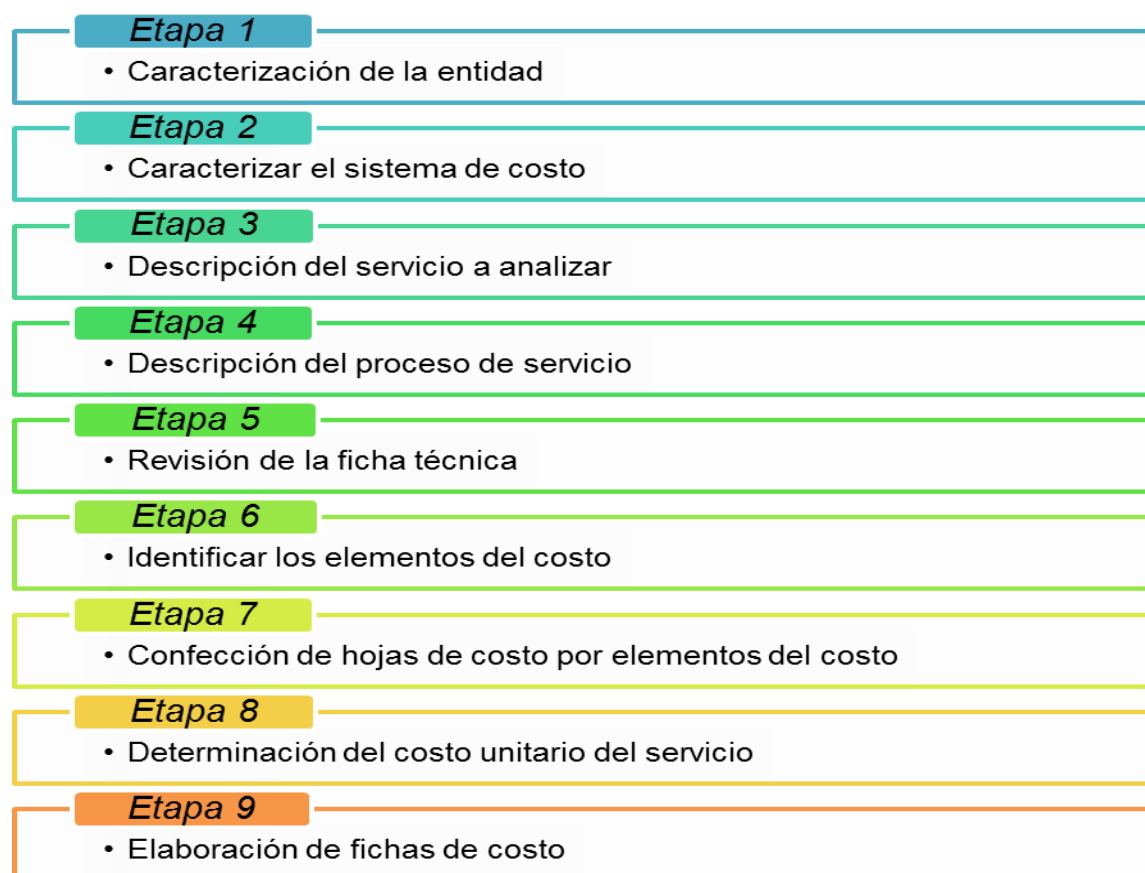 Etapa 1
• Caracterización de la entidad
Etapa 2
• Caracterizar el sistema de costo
Etapa 3
• Descripción del servicio a analizar
Etapa 4
• Descripción del proceso de servicio
Etapa 5
• Revisión de la ficha técnica
Etapa 6
• Identificar los elementos del costo
Etapa 7
• Confección de hojas de costo por elementos del costo
Etapa 8
• Determinación del costo unitario del servicio
Etapa 9
• Elaboración de fichas de costo